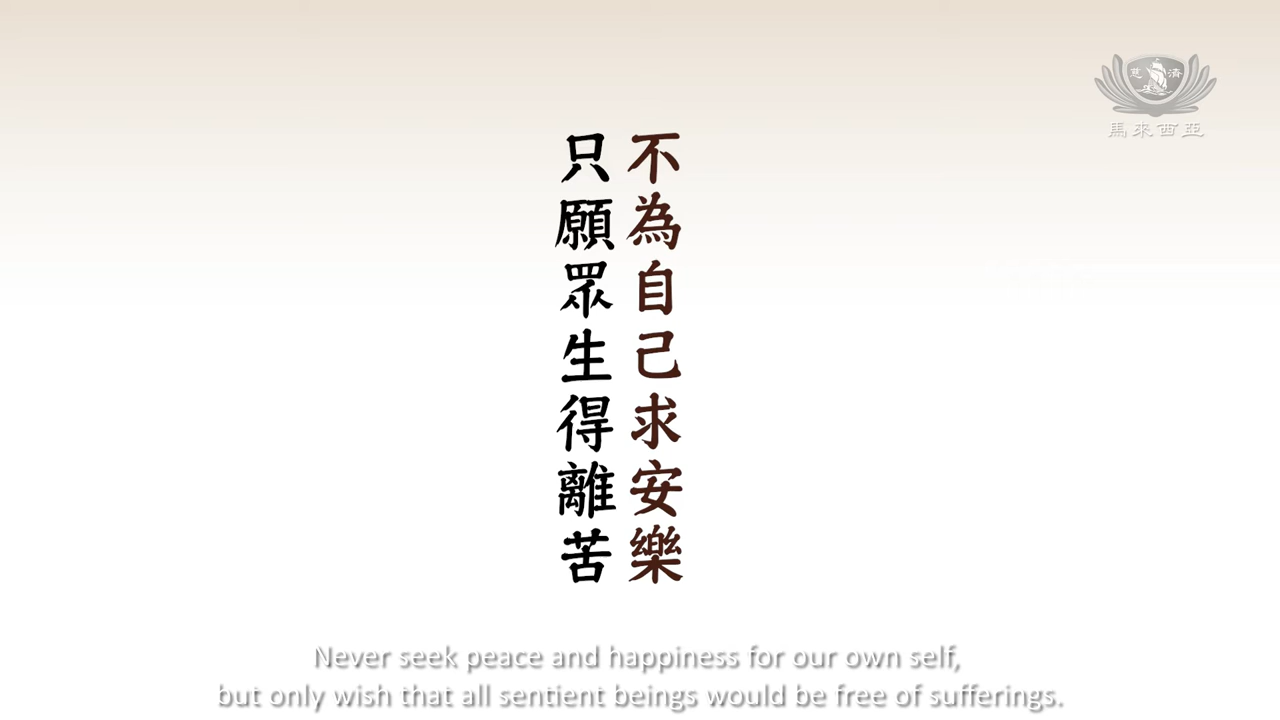 不為自己求安樂
只願眾生得離苦
慈濟
馬來西亞
Never seek peace and happiness for our own self,
but only wish that all sentient beings would be free of sufferings.